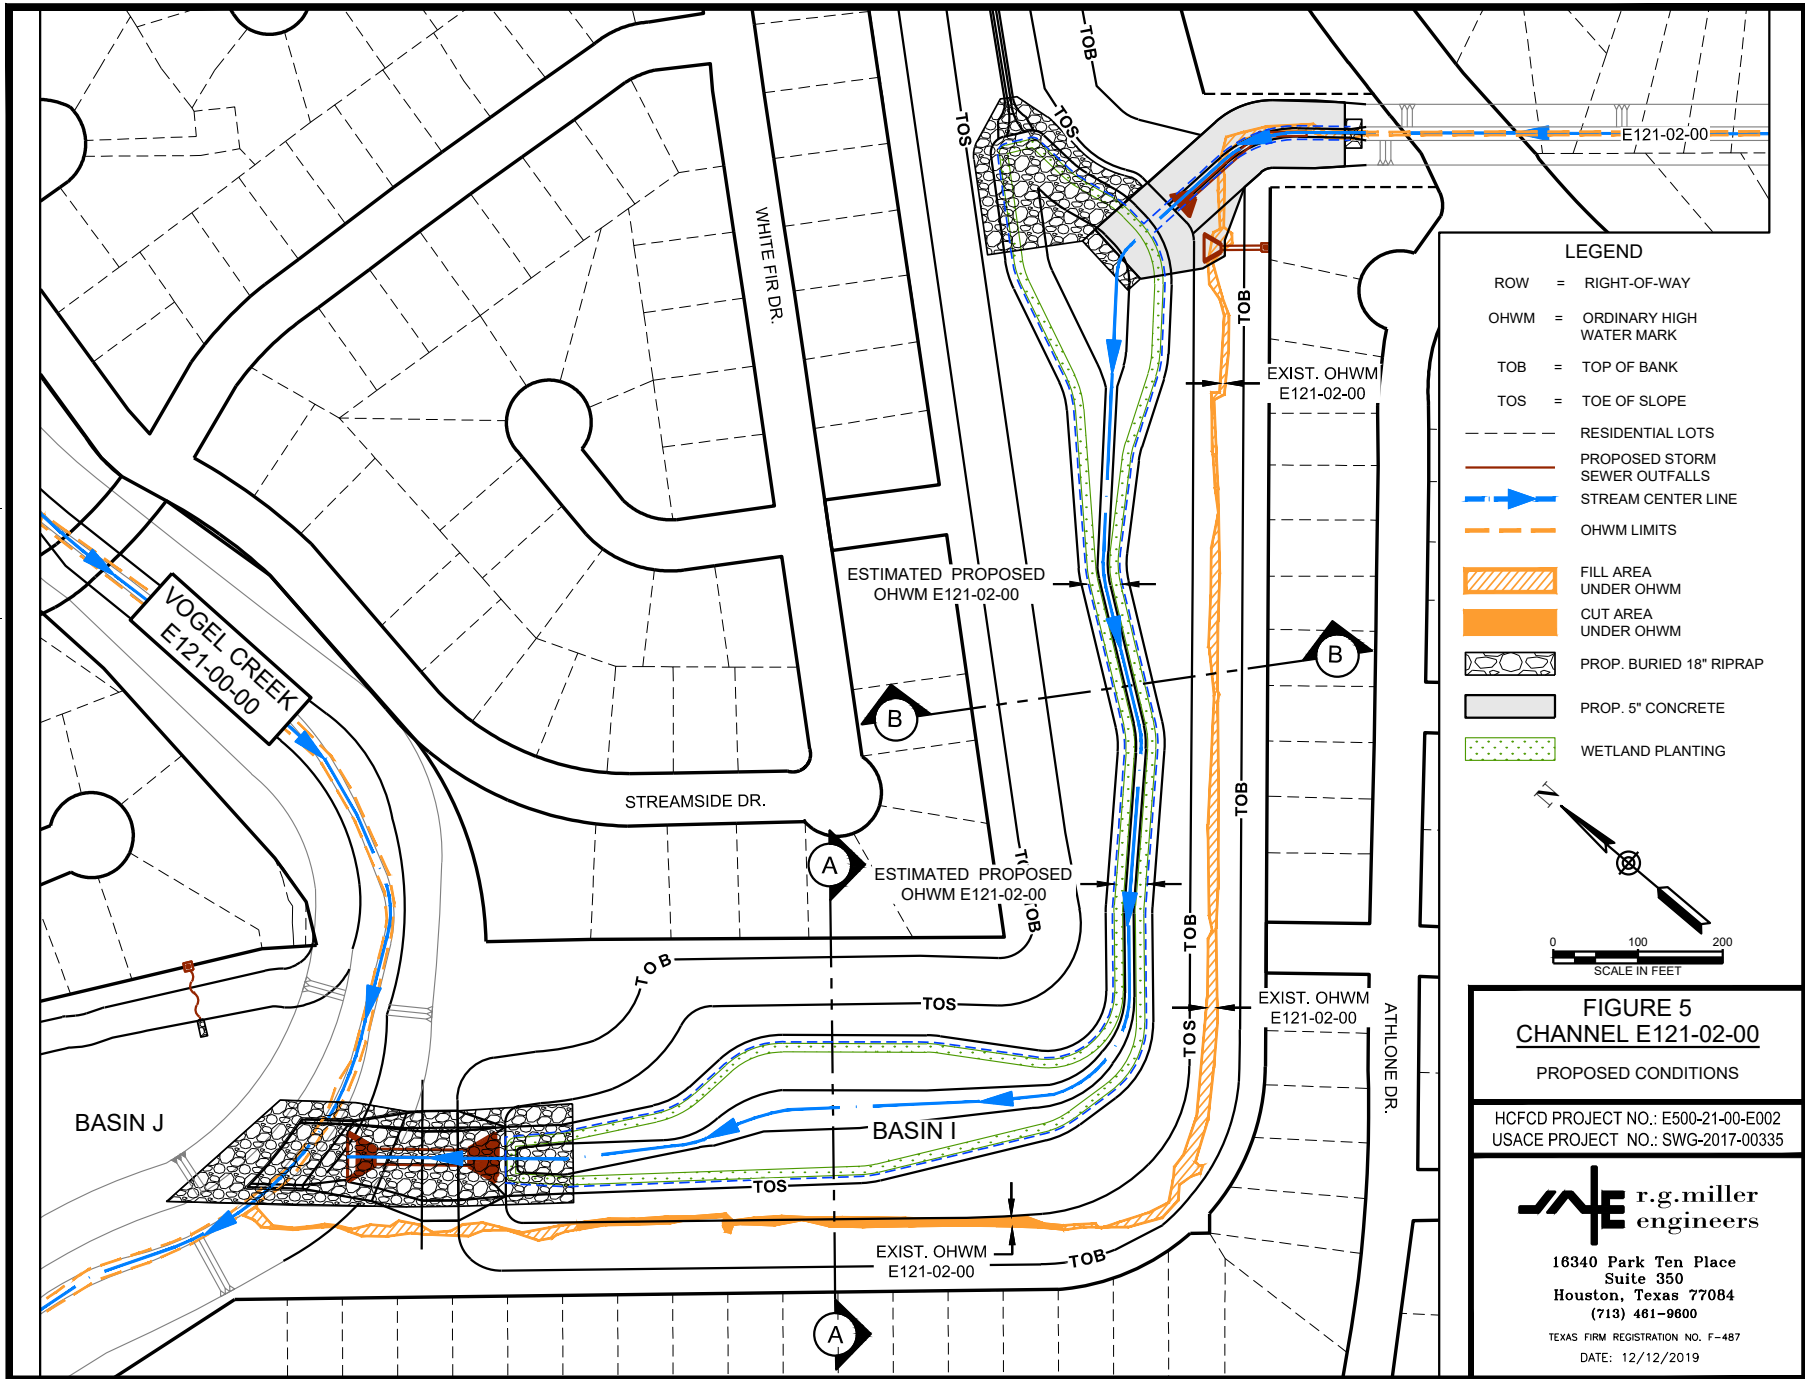 TOB
TOS
TOS
E121-02-00
WHITE FIR DR.
TOB
EXIST. OHWM
E121-02-00
ESTIMATED PROPOSED
OHWM E121-02-00
VOGEL CREEK
E121-00-00
B
B
TOB
STREAMSIDE DR.
A
ESTIMATED PROPOSED
OHWM E121-02-00
TOS
TOB
TOB
TOB
TOS
TOS
EXIST. OHWM
E121-02-00
ATHLONE DR.
BASIN J
BASIN I
TOS
EXIST. OHWM
E121-02-00
TOB
A
LEGEND
ROW = RIGHT-OF-WAY
OHWM = ORDINARY HIGH
WATER MARK
TOB = TOP OF BANK
TOS = TOE OF SLOPE
RESIDENTIAL LOTS
PROPOSED STORM
SEWER OUTFALLS
STREAM CENTER LINE
OHWM LIMITS
FILL AREA
UNDER OHWM
CUT AREA
UNDER OHWM
PROP. BURIED 18" RIPRAP
PROP. 5" CONCRETE
WETLAND PLANTING
N
0 100 200
SCALE IN FEET
FIGURE 5
CHANNEL E121-02-00
PROPOSED CONDITIONS
HCFCD PROJECT NO.: E500-21-00-E002
USACE PROJECT NO.: SWG-2017-00335
r.g.miller
engineers
16340 Park Ten Place
Suite 350
Houston, Texas 77084
(713) 461-9600
TEXAS FIRM REGISTRATION NO. F-487
DATE: 12/12/2019